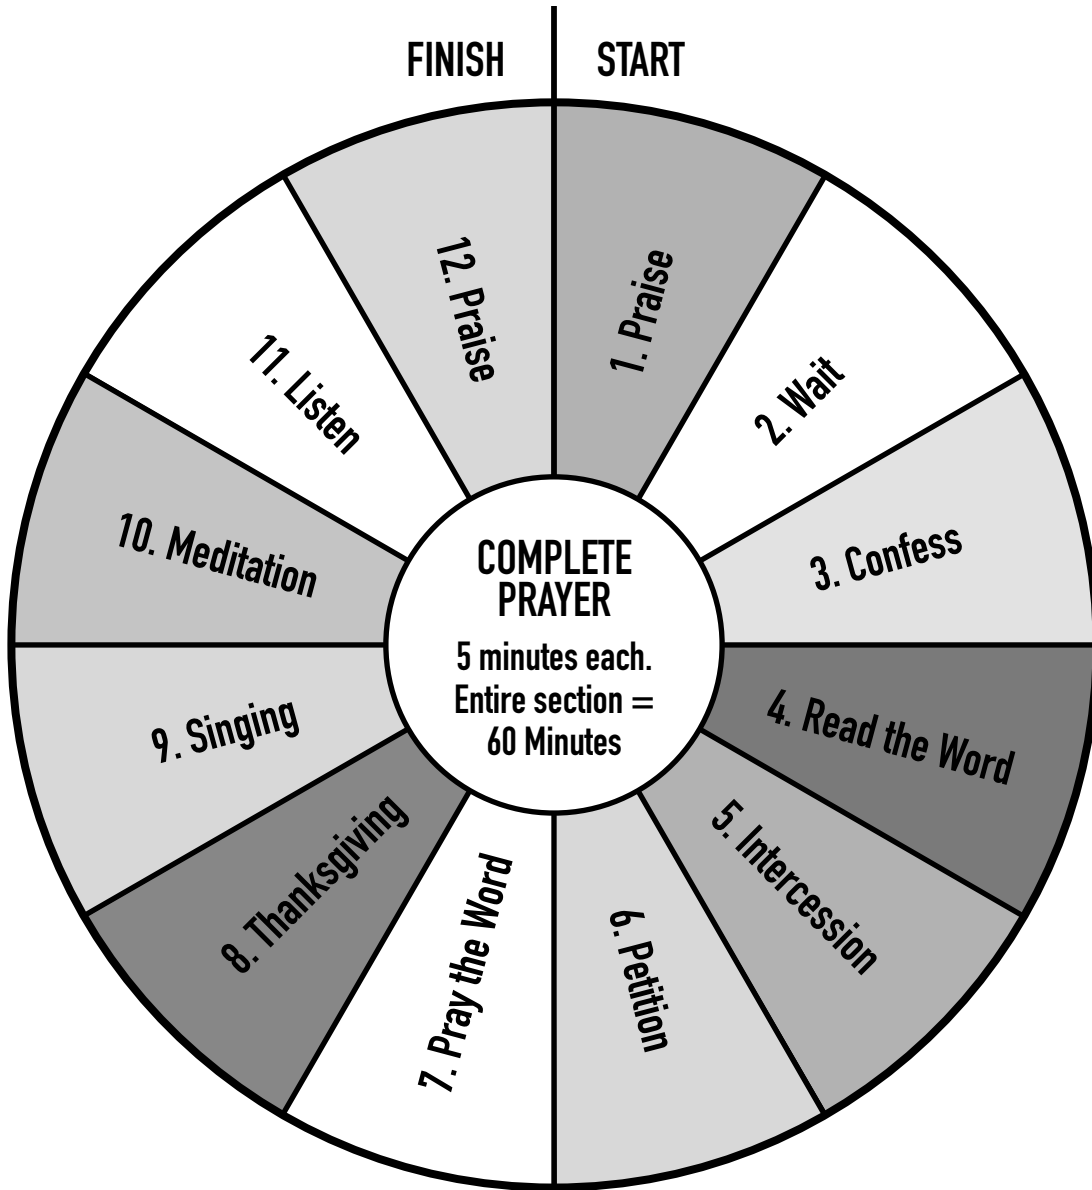 FINISH
START
1. Praise
2. Wait
3. Confess
4. Read the Word
5. Intercession
6. Petition
7. Pray the Word
8. Thanksgiving
9. Singing
10. Meditation
11. Listen
12. Praise
COMPLETE
PRAYER
5 minutes each.
Entire section =
60 Minutes